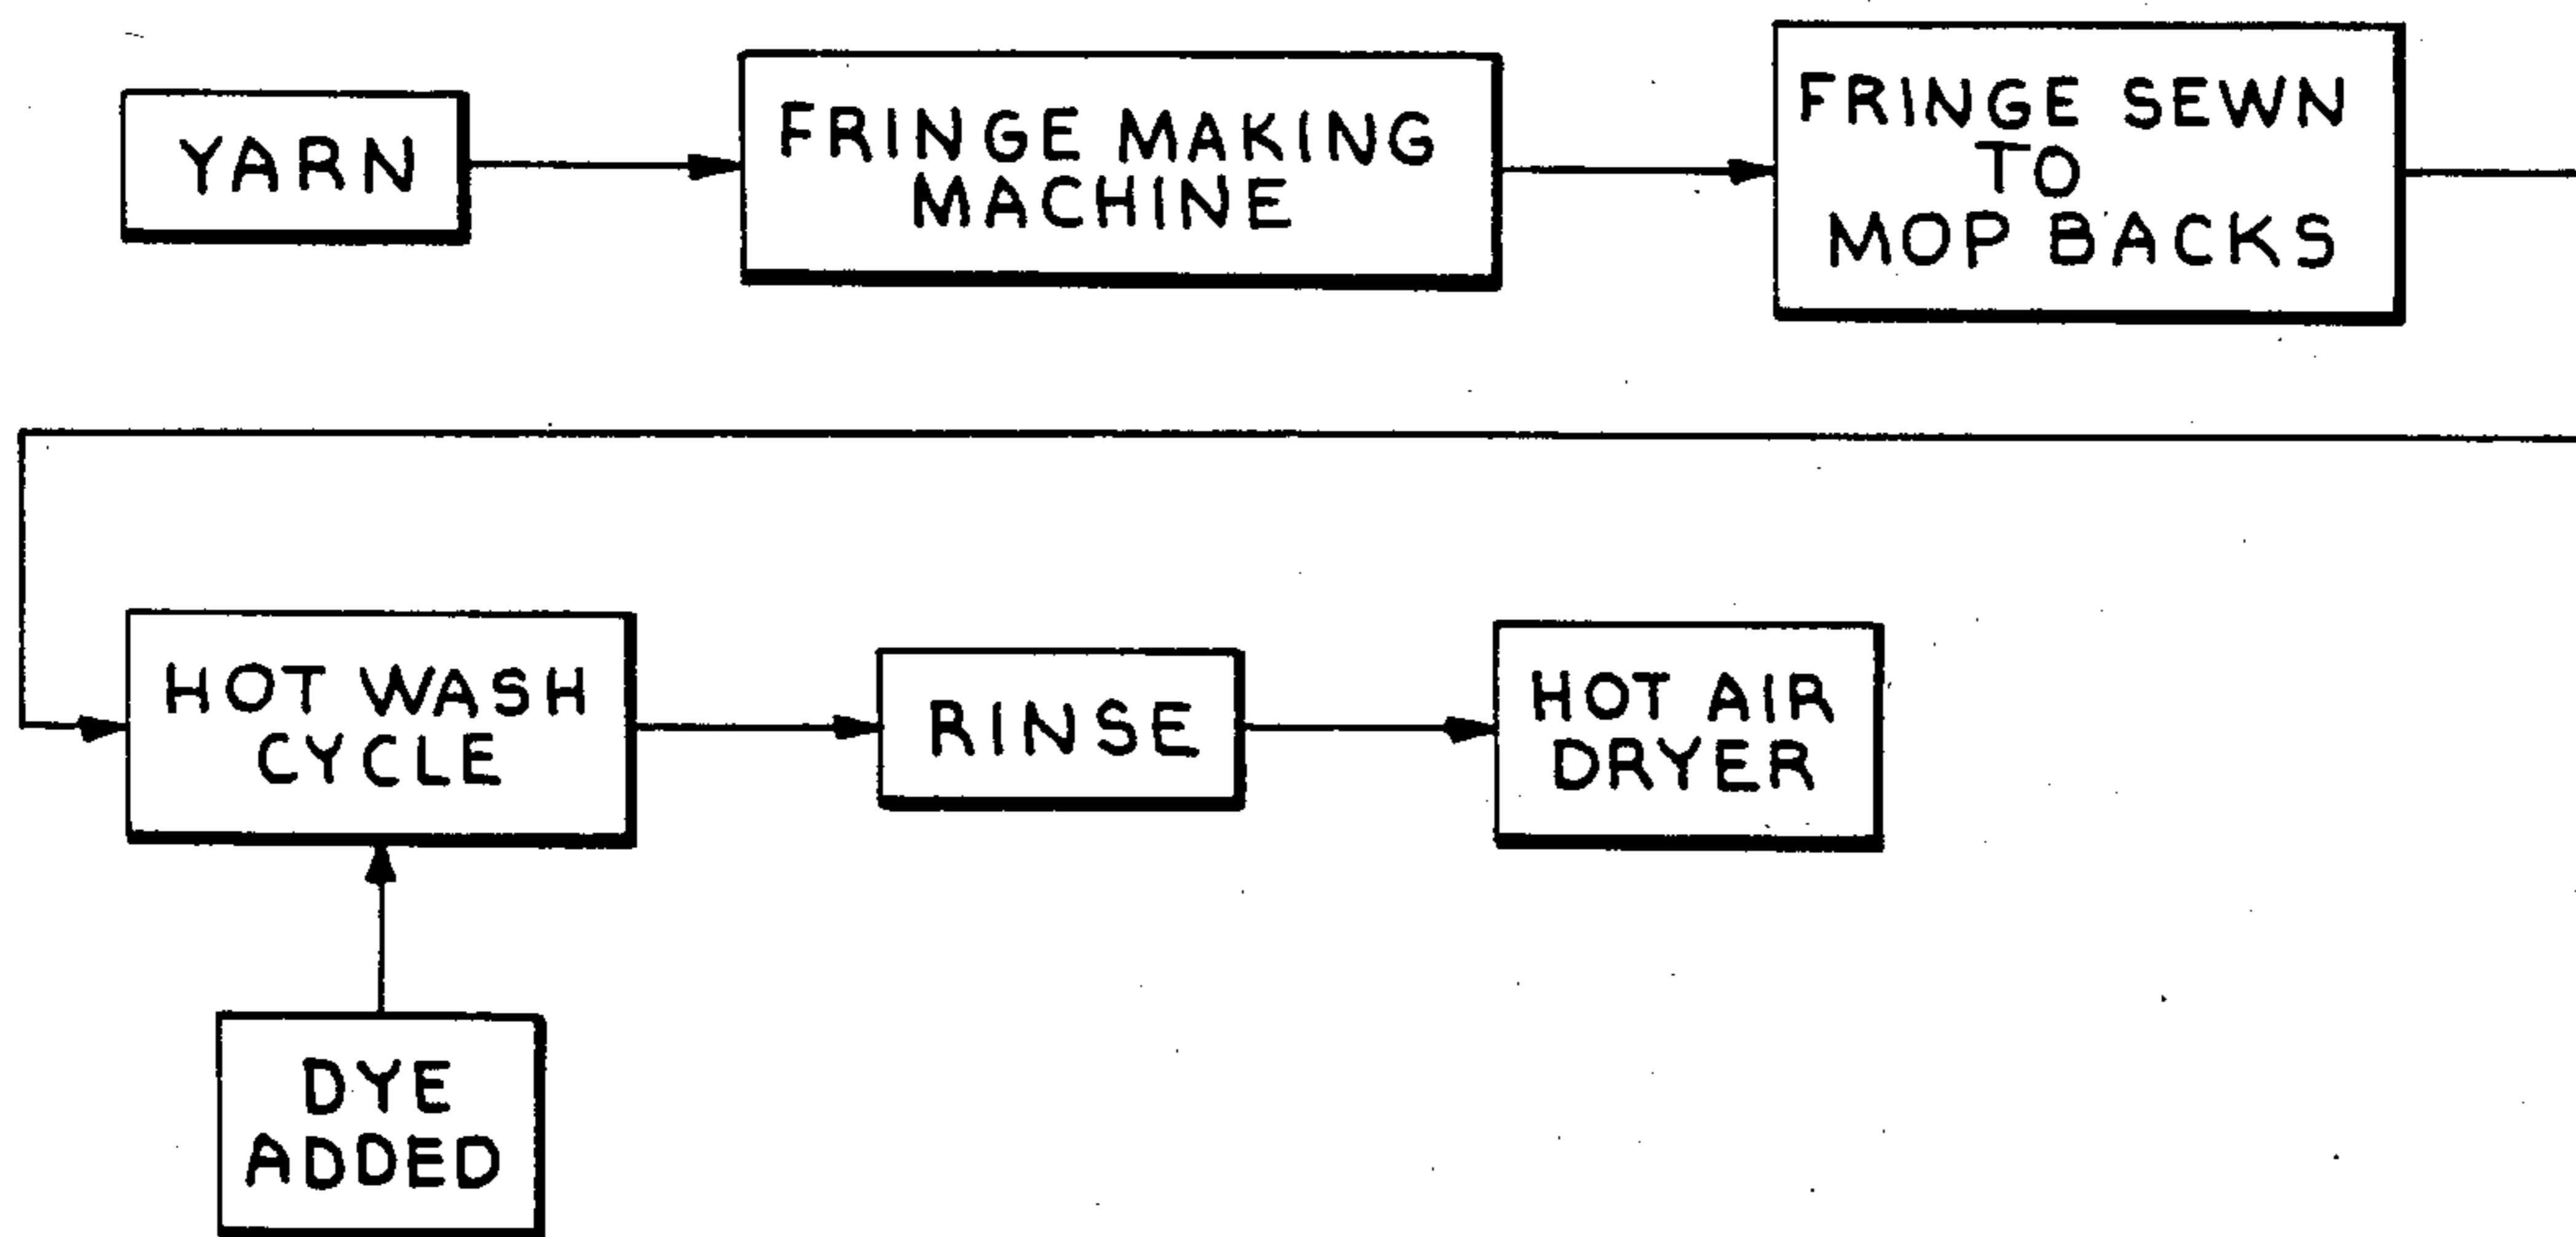 YARN
FRINGE MAKING
MACHINE
FRINGE SEWN
TO
MOP BACKS
HOT WASH
CYCLE
RINSE
HOT AIR
DRYER
DYE
ADDED